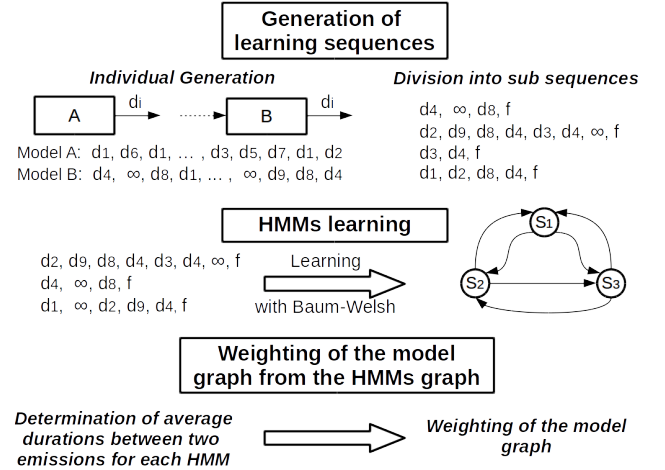 Generation of
learning sequences
Individual Generation
Division into sub sequences
A
di
B
di
Model A: d1, d6, d1, ... , d3, d5, d7, d1, d2
Model B: d4, ∞, d8, d1, ... , ∞, d9, d8, d4
d4, ∞, d8, f
d2, d9, d8, d4, d3, d4, ∞, f
d3, d4, f
d1, d2, d8, d4, f
HMMs learning
d2, d9, d8, d4, d3, d4, ∞, f
d4, ∞, d8, f
d1, ∞, d2, d9, d4, f
Learning
with Baum-Welsh
S1
S2
S3
Weighting of the model
graph from the HMMs graph
Determination of average
durations between two
emissions for each HMM
Weighting of the model
graph